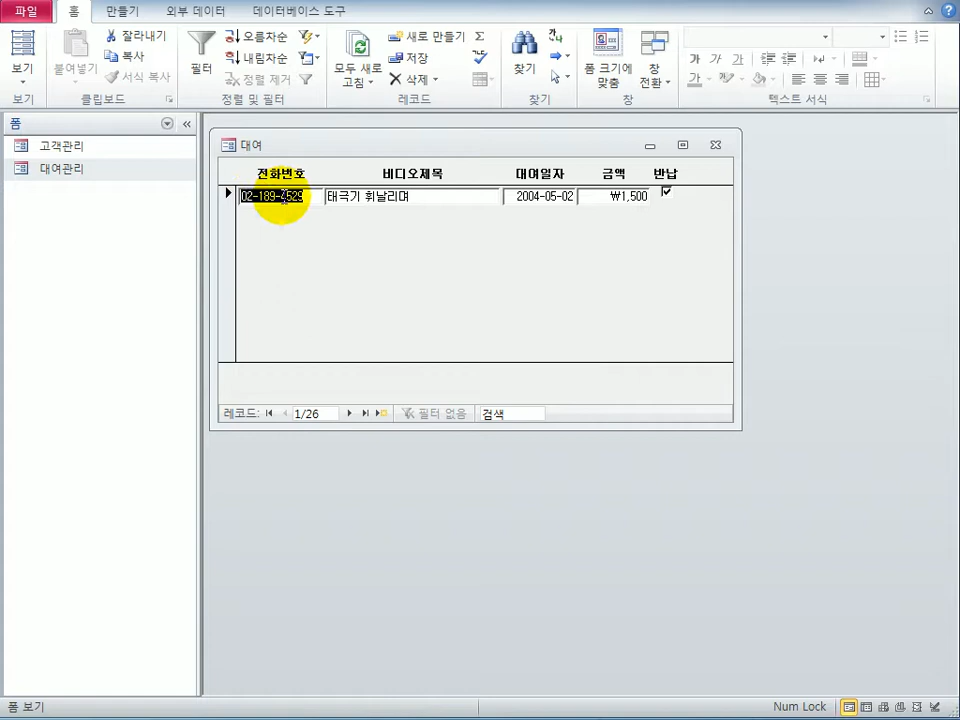 파일 홈 만들기 외부 데이터 데이터베이스 도구
보기 붙여넣기 잘라내기 복사 서식 복사 필터 오름차순 내림차순 정렬 제거 모두 새로 고침 새로 만들기 저장 삭제 찾기 폼 크기에 맞춤 창 전환
가 가 가 가
보기 클립보드 정렬 및 필터 레코드 찾기 창 텍스트 서식
폼
고객관리
대여관리
대여
전화번호 비디오제목 대여일자 금액 반납
02-189-4529 태극기 휘날리며 2004-05-02 ₩1,500
레코드: 1/26 필터 없음 검색
폼 보기 Num Lock